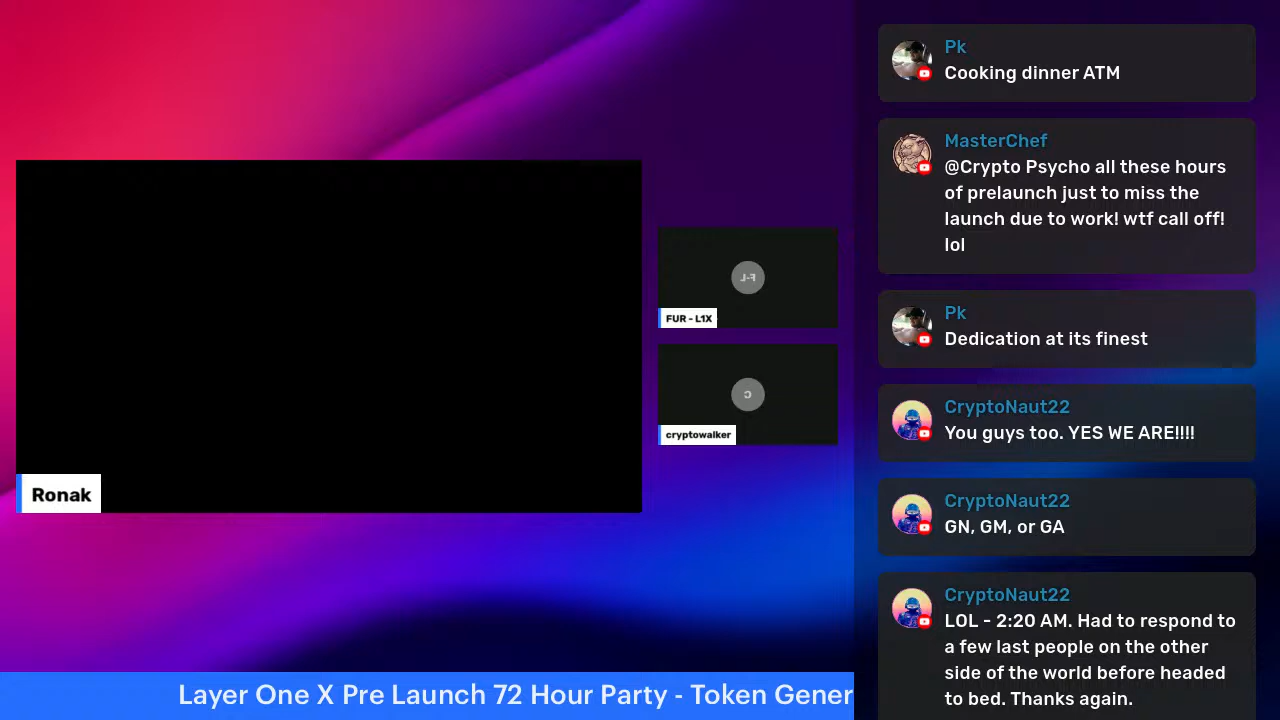 Ronak
F-L
FUR - L1X
C
cryptowalker
Layer One X Pre Launch 72 Hour Party - Token Gener
Pk
Cooking dinner ATM
MasterChef
@Crypto Psycho all these hours
of prelaunch just to miss the
launch due to work! wtf call off!
lol
Pk
Dedication at its finest
CryptoNaut22
You guys too. YES WE ARE!!!!
CryptoNaut22
GN, GM, or GA
CryptoNaut22
LOL - 2:20 AM. Had to respond to
a few last people on the other
side of the world before headed
to bed. Thanks again.